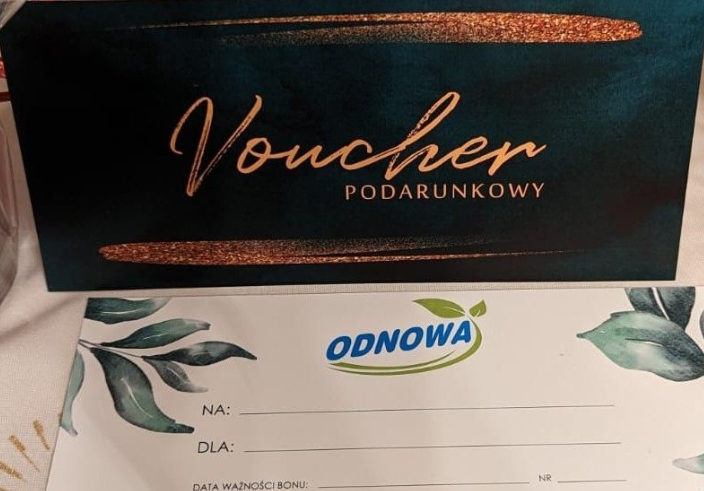 Voucher
PODARUNKOWY
ODNOWA
NA:
DLA:
DATA WAŻNOŚCI BONU: NR